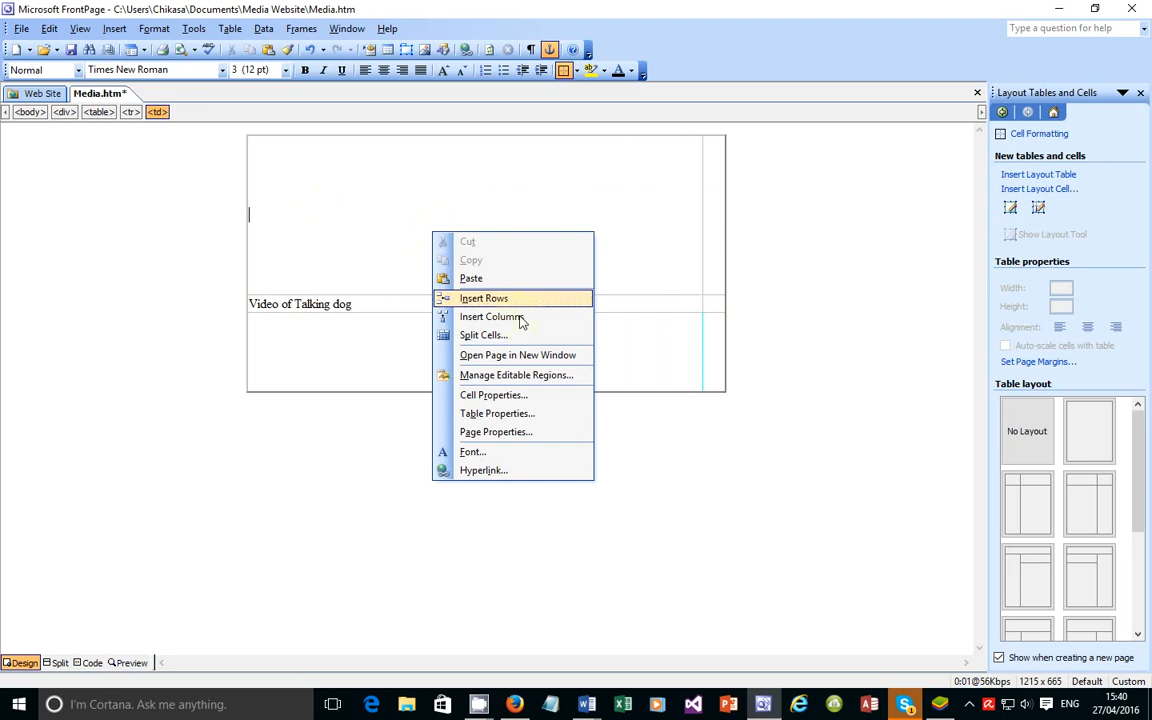 Microsoft FrontPage - C:\Users\Chikasa\Documents\Media Website\Media.htm
File Edit View Insert Format Tools Table Data Frames Window Help
Type a question for help
Normal Times New Roman 3 (12 pt) B I U A A A
Web Site Media.htm*
<body> <div> <table> <tr> <td>
Video of Talking dog
Cut
Copy
Paste
Insert Rows
Insert Columns
Split Cells...
Open Page in New Window
Manage Editable Regions...
Cell Properties...
Table Properties...
Page Properties...
A Font...
Hyperlink...
Layout Tables and Cells
Cell Formatting
New tables and cells
Insert Layout Table
Insert Layout Cell...
Show Layout Tool
Table properties
Width:
Height:
Alignment:
Auto-scale cells with table
Set Page Margins...
Table layout
No Layout
Show when creating a new page
Design Split Code Preview
0:01@56Kbps 1215 x 665 Default Custom
I'm Cortana. Ask me anything.
ENG
15:40
27/04/2016